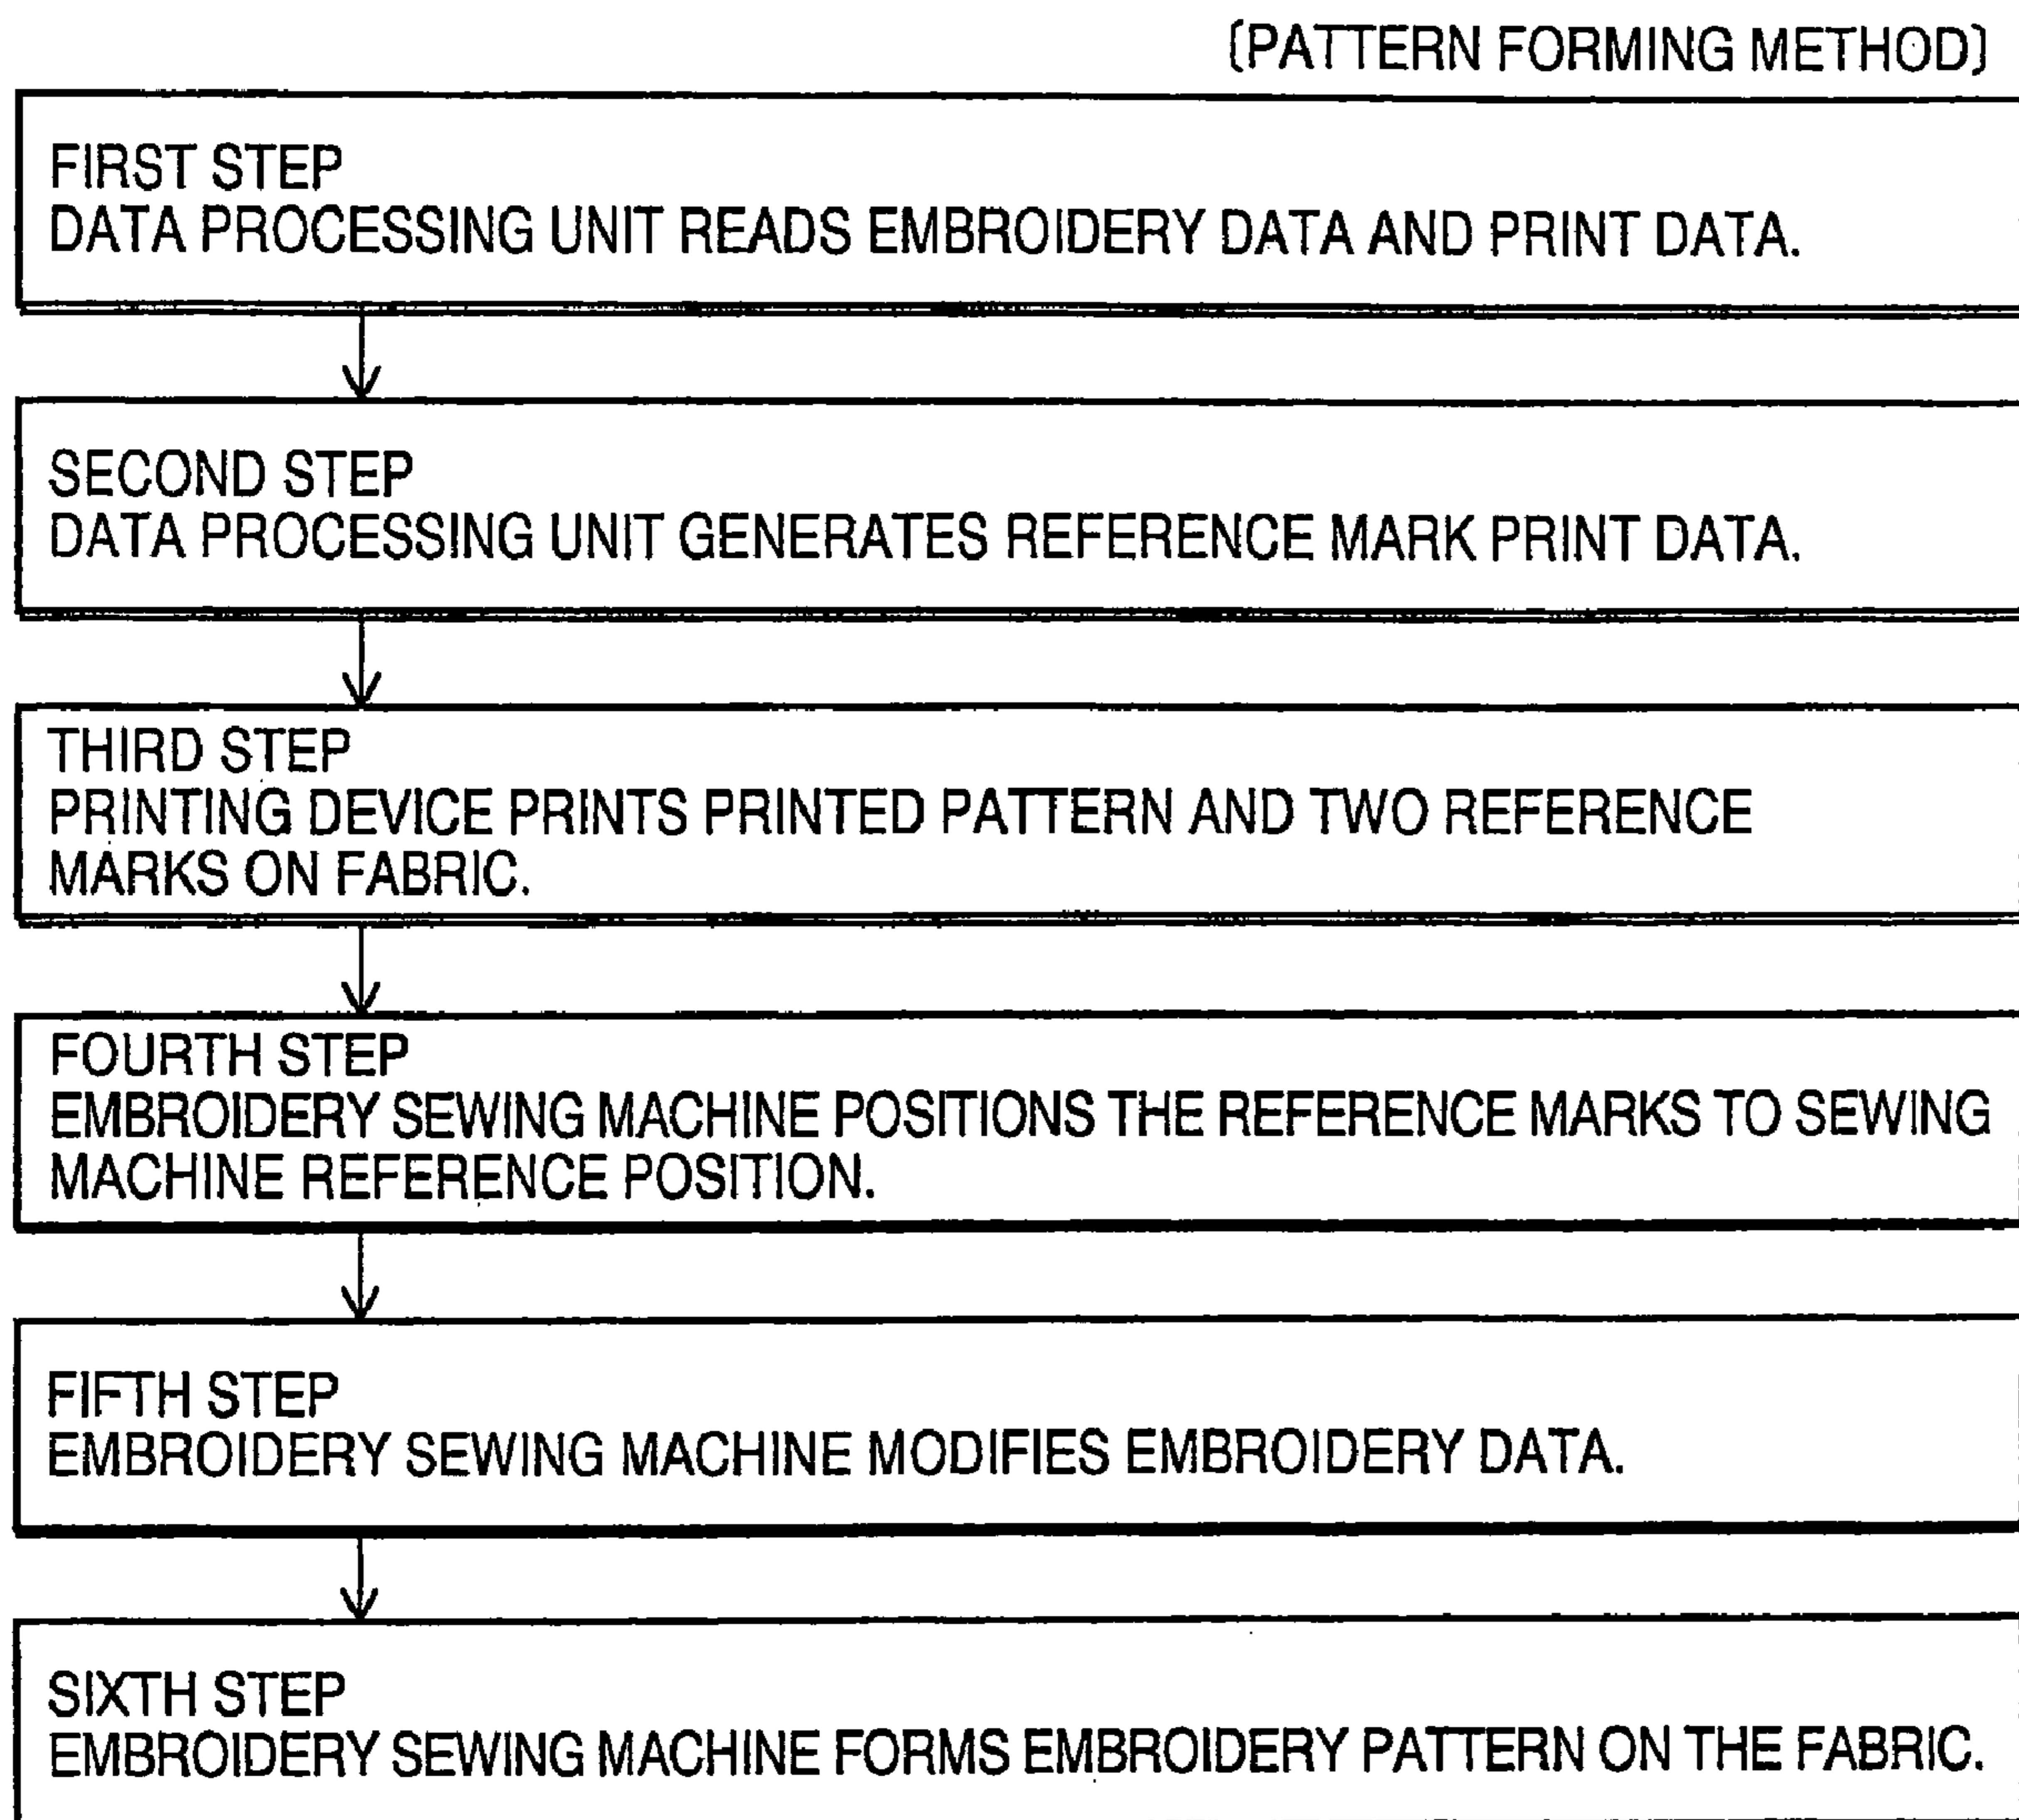 (PATTERN FORMING METHOD)
FIRST STEP
DATA PROCESSING UNIT READS EMBROIDERY DATA AND PRINT DATA.
SECOND STEP
DATA PROCESSING UNIT GENERATES REFERENCE MARK PRINT DATA.
THIRD STEP
PRINTING DEVICE PRINTS PRINTED PATTERN AND TWO REFERENCE
MARKS ON FABRIC.
FOURTH STEP
EMBROIDERY SEWING MACHINE POSITIONS THE REFERENCE MARKS TO SEWING
MACHINE REFERENCE POSITION.
FIFTH STEP
EMBROIDERY SEWING MACHINE MODIFIES EMBROIDERY DATA.
SIXTH STEP
EMBROIDERY SEWING MACHINE FORMS EMBROIDERY PATTERN ON THE FABRIC.